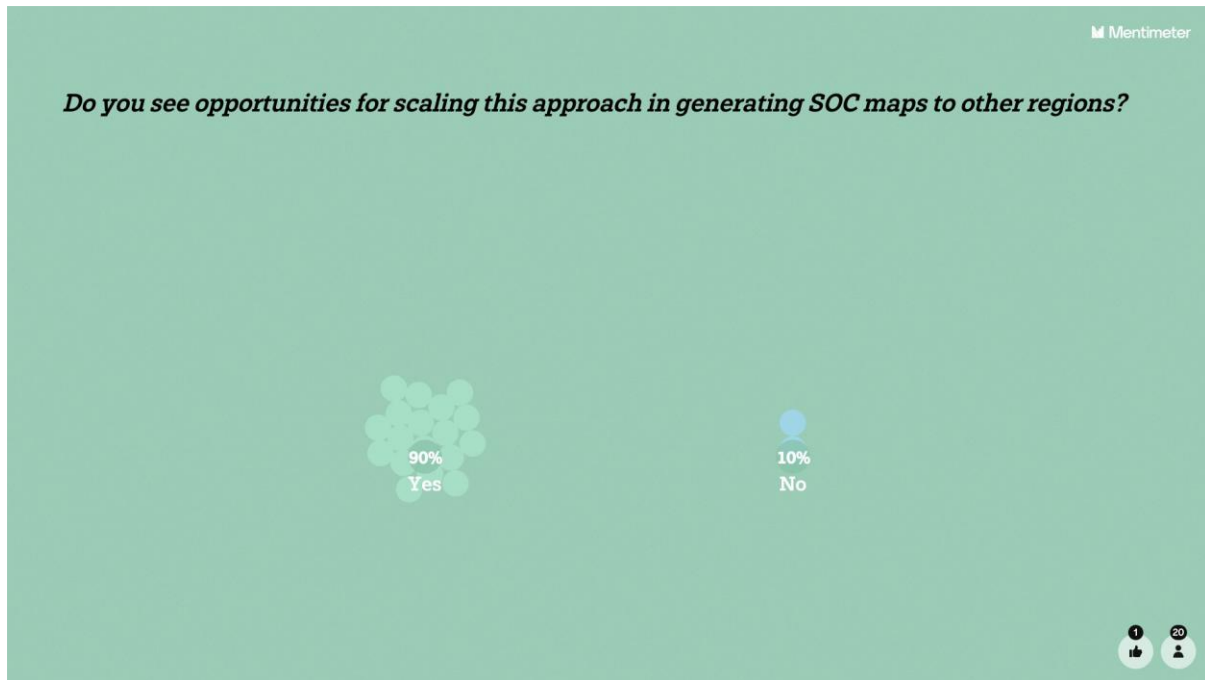 Mentimeter
Do you see opportunities for scaling this approach in generating SOC maps to other regions?
90%
Yes
10%
No
1
20